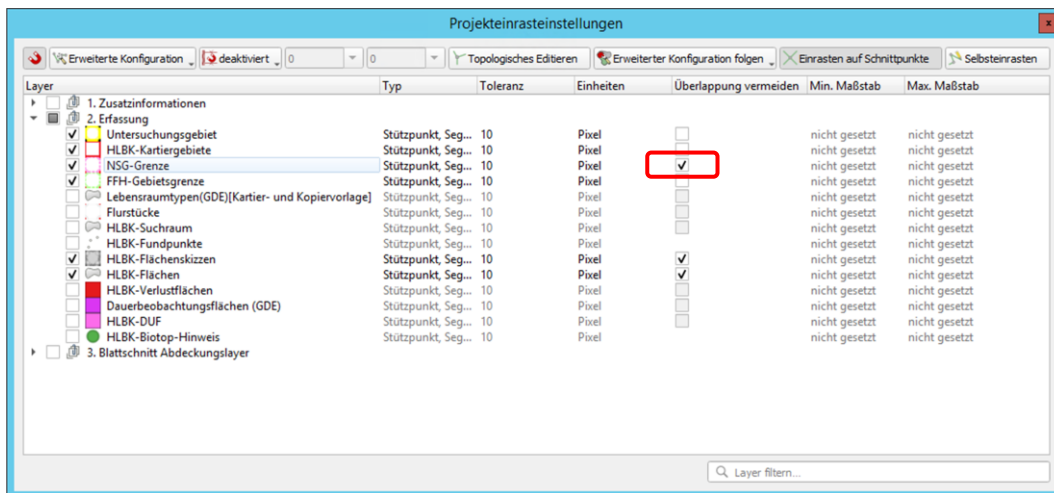 Projekteinrasteinstellungen x
Erweiterte Konfiguration deaktiviert 0 0 Topologisches Editieren Erweiterter Konfiguration folgen Einrasten auf Schnittpunkte Selbsteinrasten
Layer Typ Toleranz Einheiten Überlappung vermeiden Min. Maßstab Max. Maßstab
1. Zusatzinformationen
2. Erfassung
Untersuchungsgebiet Stützpunkt, Seg... 10 Pixel nicht gesetzt nicht gesetzt
HLBK-Kartiergebiete Stützpunkt, Seg... 10 Pixel nicht gesetzt nicht gesetzt
NSG-Grenze Stützpunkt, Seg... 10 Pixel nicht gesetzt nicht gesetzt
FFH-Gebietsgrenze Stützpunkt, Seg... 10 Pixel nicht gesetzt nicht gesetzt
Lebensraumtypen(GDE)[Kartier- und Kopiervorlage] Stützpunkt, Seg... 10 Pixel nicht gesetzt nicht gesetzt
Flurstücke Stützpunkt, Seg... 10 Pixel nicht gesetzt nicht gesetzt
HLBK-Suchraum Stützpunkt, Seg... 10 Pixel nicht gesetzt nicht gesetzt
HLBK-Fundpunkte Stützpunkt, Seg... 10 Pixel nicht gesetzt nicht gesetzt
HLBK-Flächenskizzen Stützpunkt, Seg... 10 Pixel nicht gesetzt nicht gesetzt
HLBK-Flächen Stützpunkt, Seg... 10 Pixel nicht gesetzt nicht gesetzt
HLBK-Verlustflächen Stützpunkt, Seg... 10 Pixel nicht gesetzt nicht gesetzt
Dauerbeobachtungsflächen (GDE) Stützpunkt, Seg... 10 Pixel nicht gesetzt nicht gesetzt
HLBK-DUF Stützpunkt, Seg... 10 Pixel nicht gesetzt nicht gesetzt
HLBK-Biotop-Hinweis Stützpunkt, Seg... 10 Pixel nicht gesetzt nicht gesetzt
3. Blattschnitt Abdeckungslayer
Layer filtern...